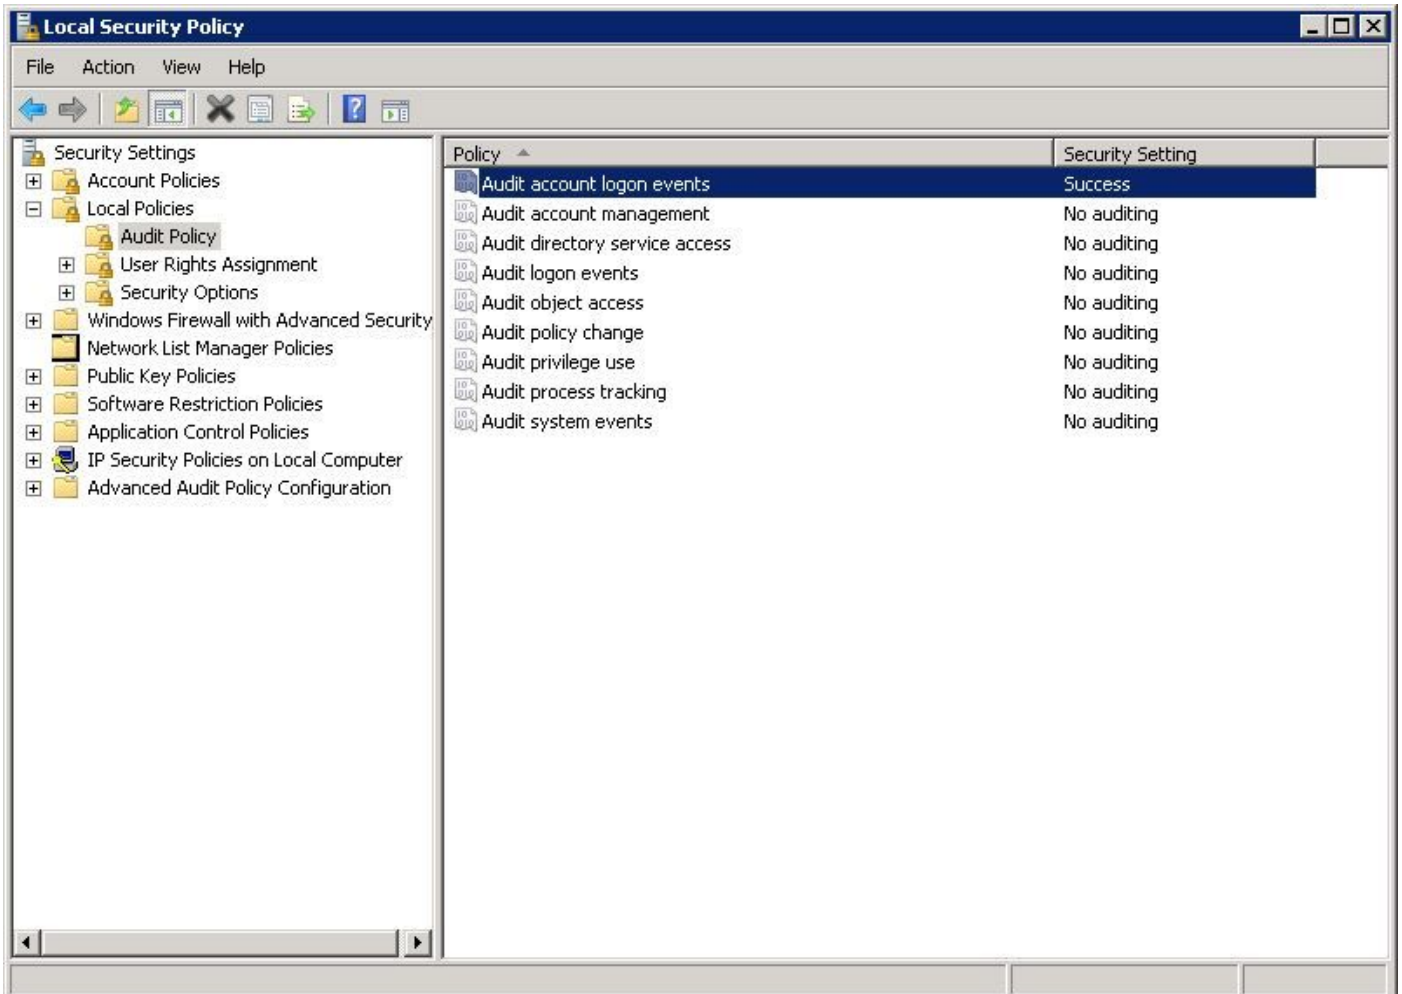 Local Security Policy
File Action View Help
Security Settings
Account Policies
Local Policies
Audit Policy
User Rights Assignment
Security Options
Windows Firewall with Advanced Security
Network List Manager Policies
Public Key Policies
Software Restriction Policies
Application Control Policies
IP Security Policies on Local Computer
Advanced Audit Policy Configuration
Policy Security Setting
Audit account logon events Success
Audit account management No auditing
Audit directory service access No auditing
Audit logon events No auditing
Audit object access No auditing
Audit policy change No auditing
Audit privilege use No auditing
Audit process tracking No auditing
Audit system events No auditing